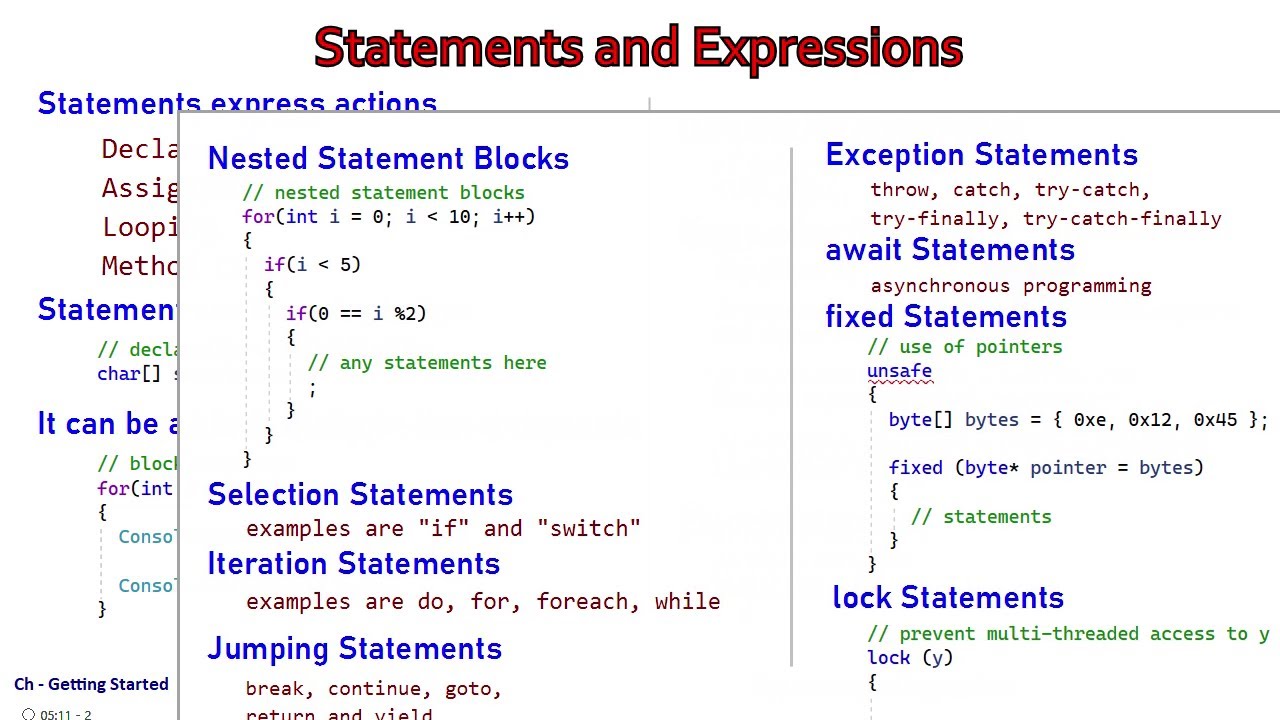 Statements and Expressions
Statements express actions
Decla
Assig
Loopi
Metho
Statement
// decla
char[] s
It can be a
// block
for(int
{
Consol
Consol
}
Ch - Getting Started
05:11 - 2
Nested Statement Blocks
// nested statement blocks
for(int i = 0; i < 10; i++)
{
if(i < 5)
{
if(0 == i %2)
{
// any statements here
;
}
}
}
Selection Statements
examples are "if" and "switch"
Iteration Statements
examples are do, for, foreach, while
Jumping Statements
break, continue, goto,
return and yield
Exception Statements
throw, catch, try-catch,
try-finally, try-catch-finally
await Statements
asynchronous programming
fixed Statements
// use of pointers
unsafe
{
byte[] bytes = { 0xe, 0x12, 0x45 };
fixed (byte* pointer = bytes)
{
// statements
}
}
lock Statements
// prevent multi-threaded access to y
lock (y)
{